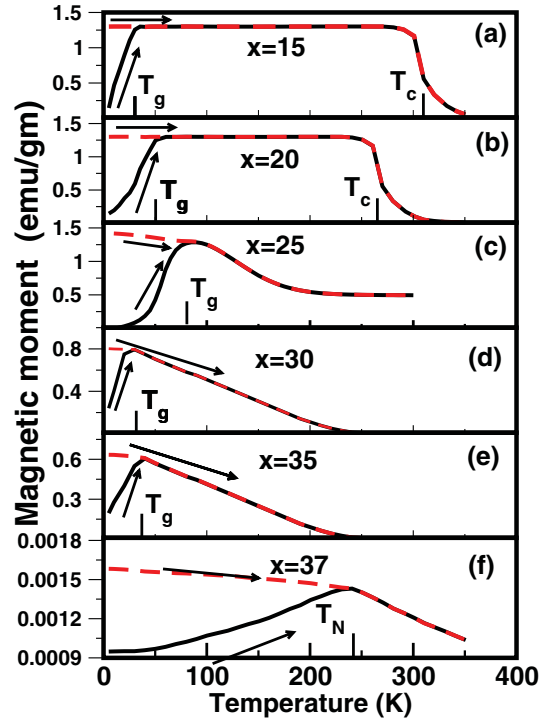 Magnetic moment (emu/gm)
1.5
1
0.5
x=15
(a)
T_g
T_c
1.5
1
0.5
x=20
(b)
T_g
T_c
1.5
1
0.5
0
x=25
(c)
T_g
0.8
0.4
x=30
(d)
T_g
0.6
0.3
x=35
(e)
T_g
0.0018
0.0015
0.0012
0.0009
x=37
(f)
T_N
0 100 200 300 400
Temperature (K)